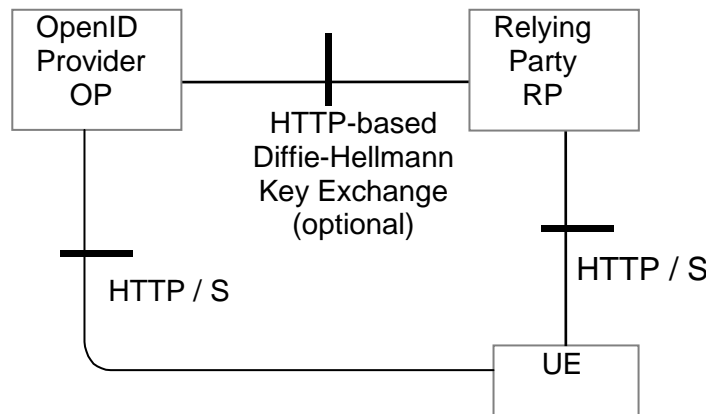 OpenID
Provider
OP
Relying
Party
RP
HTTP-based
Diffie-Hellmann
Key Exchange
(optional)
HTTP / S
HTTP / S
UE